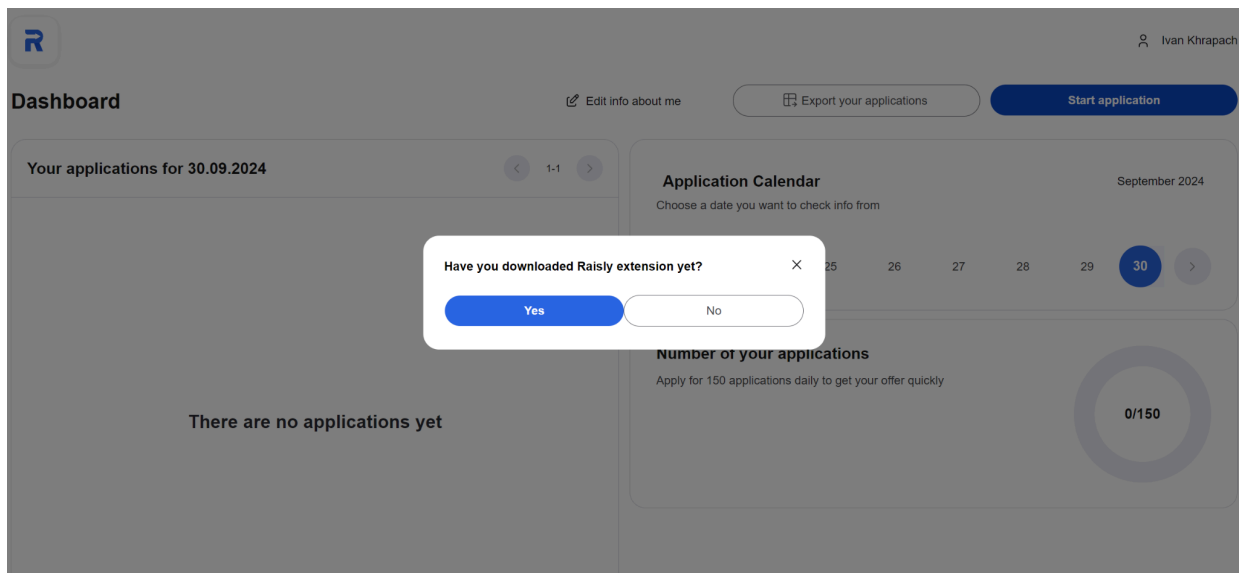 R
Ivan Khrapach
Dashboard
Edit info about me
Export your applications
Start application
Your applications for 30.09.2024
1-1
Application Calendar
September 2024
Choose a date you want to check info from
25 26 27 28 29 30
Have you downloaded Raisly extension yet?
Yes
No
Number of your applications
Apply for 150 applications daily to get your offer quickly
0/150
There are no applications yet